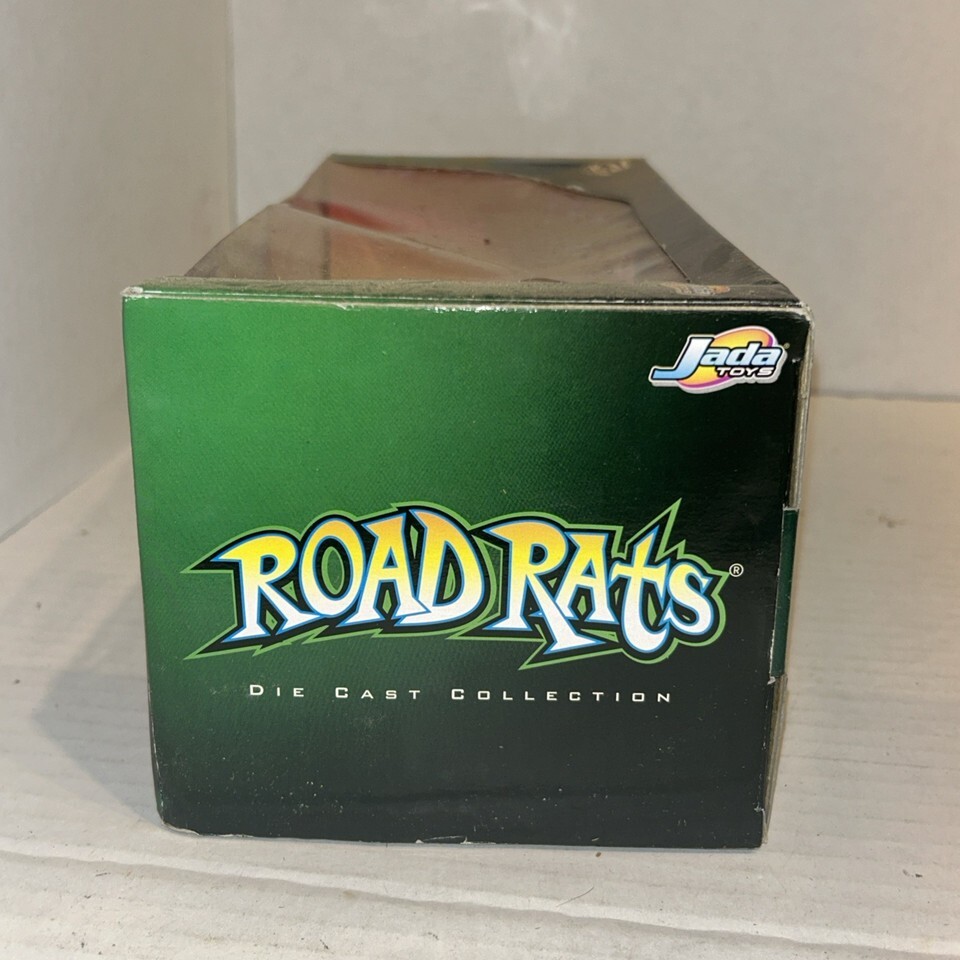 Jada
TOYS
ROAD RATS®
DIE CAST COLLECTION